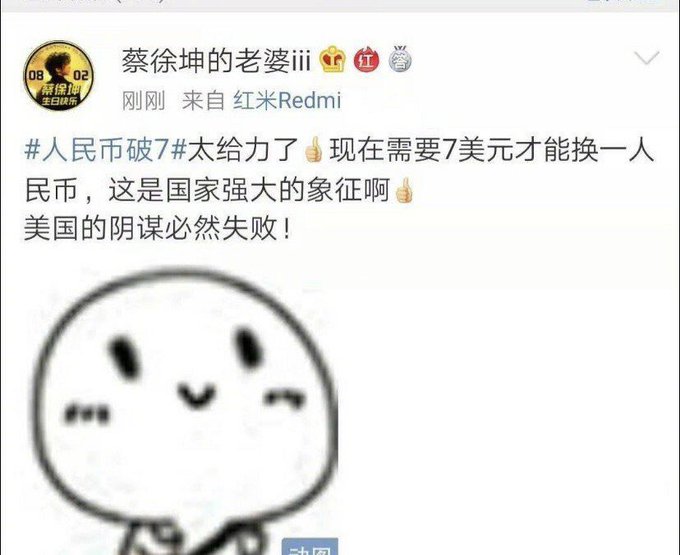 蔡徐坤的老婆iii
红
答
08 02
蔡徐坤
生日快乐
刚刚 来自 红米Redmi
#人民币破7#太给力了👍现在需要7美元才能换一人
民币，这是国家强大的象征啊👍
美国的阴谋必然失败！
动图